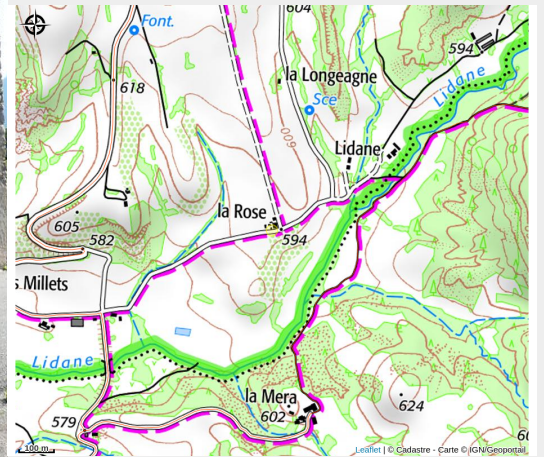 604
Font.
594
la Longeagne
618
Lidane
Sce
600
Lidane
la Rose
605
594
582
s Millets
Lidane
la Mera
624
602
579
60
100 m
Leaflet | © Cadastre - Carte © IGN/Geoportail